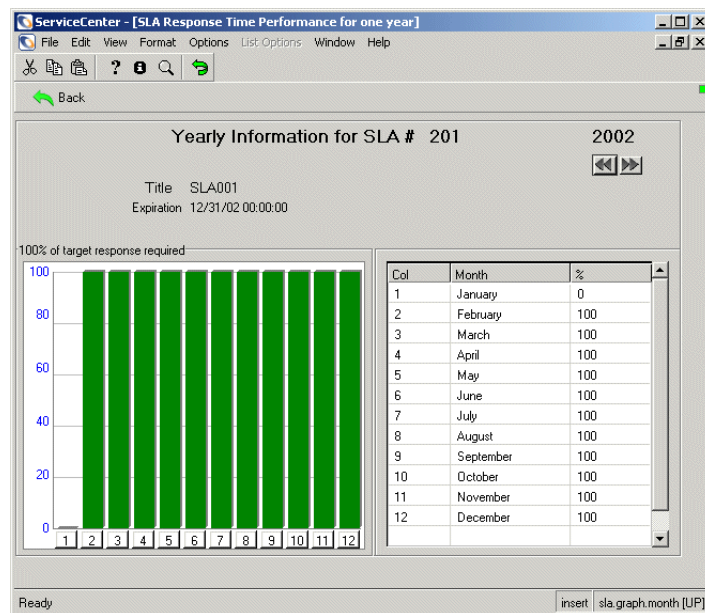 ServiceCenter - [SLA Response Time Performance for one year]
File Edit View Format Options List Options Window Help
Back
Yearly Information for SLA # 201 2002
Title SLA001
Expiration 12/31/02 00:00:00
100% of target response required
100
80
60
40
20
0
1 2 3 4 5 6 7 8 9 10 11 12
Col Month %
1 January 0
2 February 100
3 March 100
4 April 100
5 May 100
6 June 100
7 July 100
8 August 100
9 September 100
10 October 100
11 November 100
12 December 100
Ready insert sla.graph.month [UP]